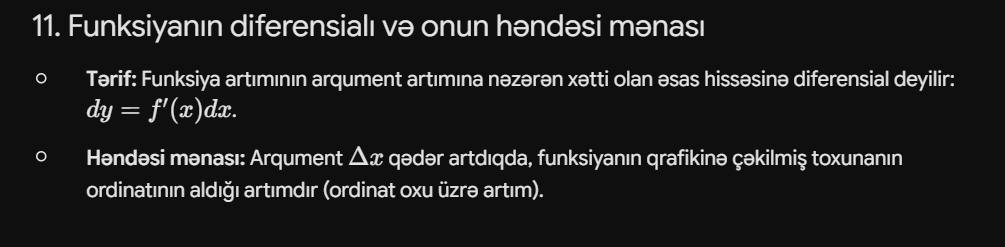 11. Funksiyanın diferensialı və onun həndəsi mənası
Tərif: Funksiya artımının arqument artımına nəzərən xətti olan əsas hissəsinə diferensial deyilir:
dy = f′(x)dx.
Həndəsi mənası: Arqument Δx qədər artdıqda, funksiyanın qrafikinə çəkilmiş toxunanın
ordinatının aldığı artımdır (ordinat oxu üzrə artım).